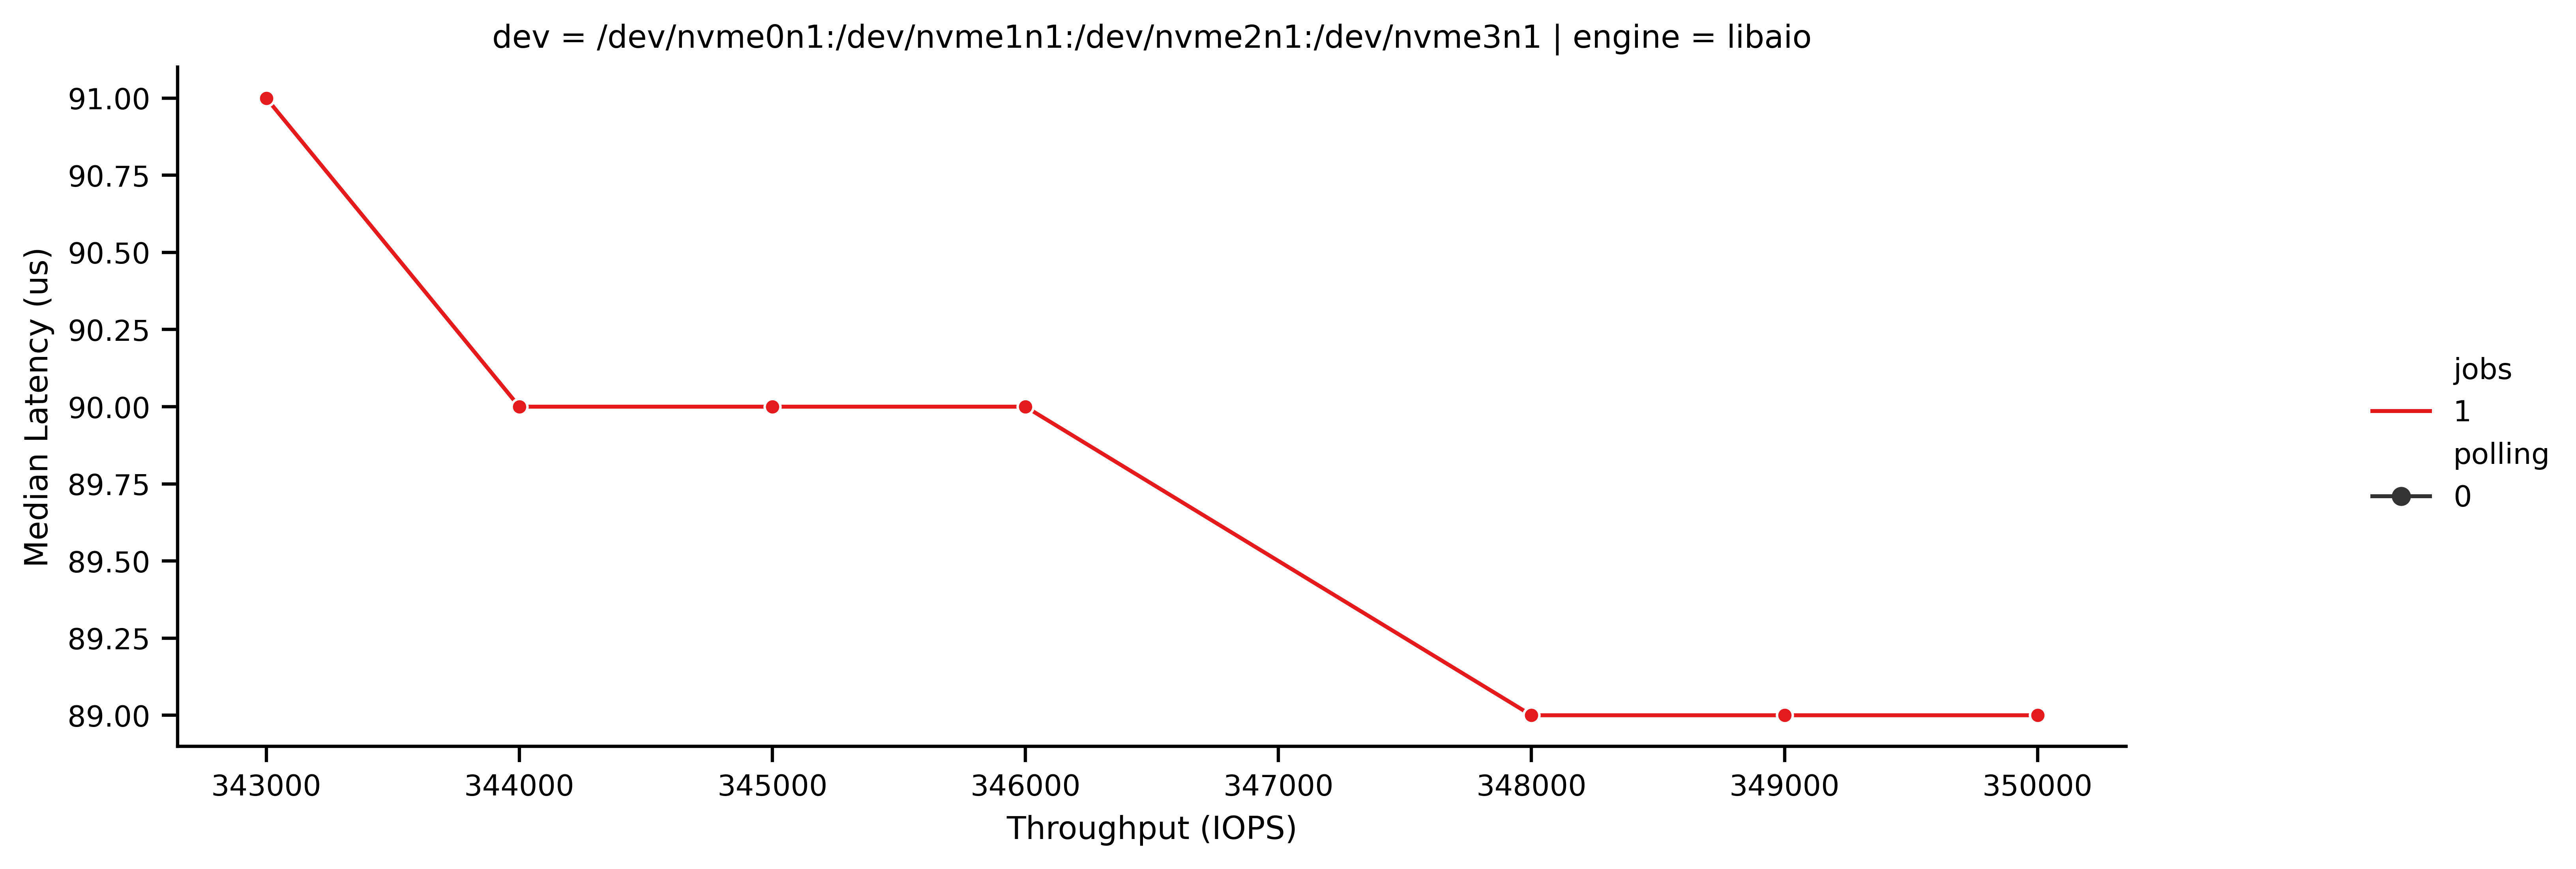 dev = /dev/nvme0n1:/dev/nvme1n1:/dev/nvme2n1:/dev/nvme3n1 | engine = libaio
Median Latency (us)
91.00
90.75
90.50
90.25
90.00
89.75
89.50
89.25
89.00
343000 344000 345000 346000 347000 348000 349000 350000
Throughput (IOPS)
jobs
1
polling
0